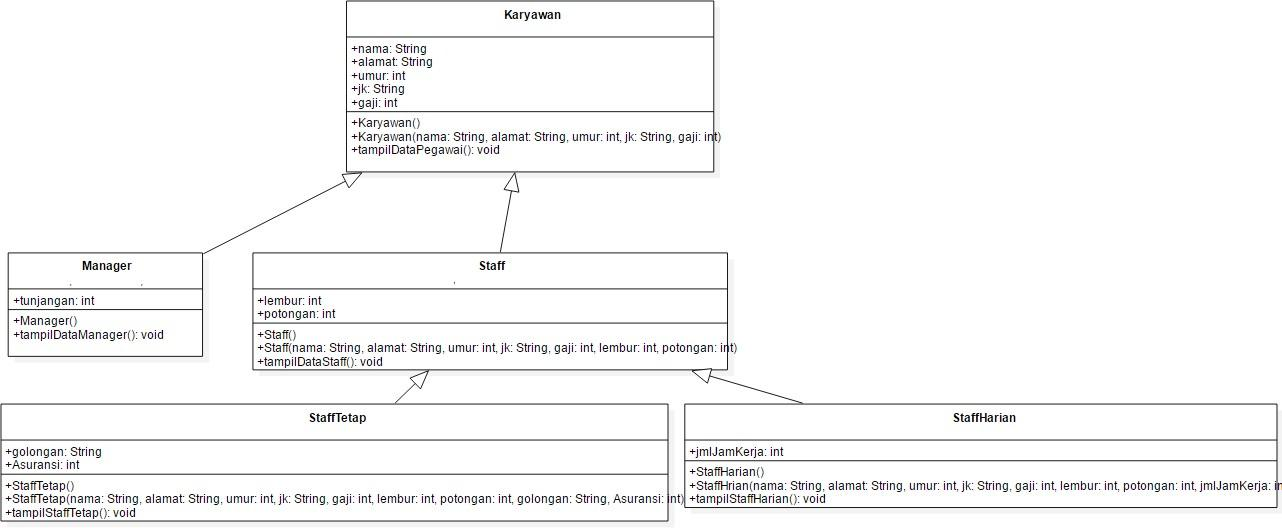 Karyawan
+nama: String
+alamat: String
+umur: int
+jk: String
+gaji: int
+Karyawan()
+Karyawan(nama: String, alamat: String, umur: int, jk: String, gaji: int)
+tampilDataPegawai(): void
Manager
+tunjangan: int
+Manager()
+tampilDataManager(): void
Staff
+lembur: int
+potongan: int
+Staff()
+Staff(nama: String, alamat: String, umur: int, jk: String, gaji: int, lembur: int, potongan: int)
+tampilDataStaff(): void
StaffTetap
+golongan: String
+Asuransi: int
+StaffTetap()
+StaffTetap(nama: String, alamat: String, umur: int, jk: String, gaji: int, lembur: int, potongan: int, golongan: String, Asuransi: int)
+tampilStaffTetap(): void
StaffHarian
+jmlJamKerja: int
+StaffHarian()
+StaffHrian(nama: String, alamat: String, umur: int, jk: String, gaji: int, lembur: int, potongan: int, jmlJamKerja:
+tampilStaffHarian(): void